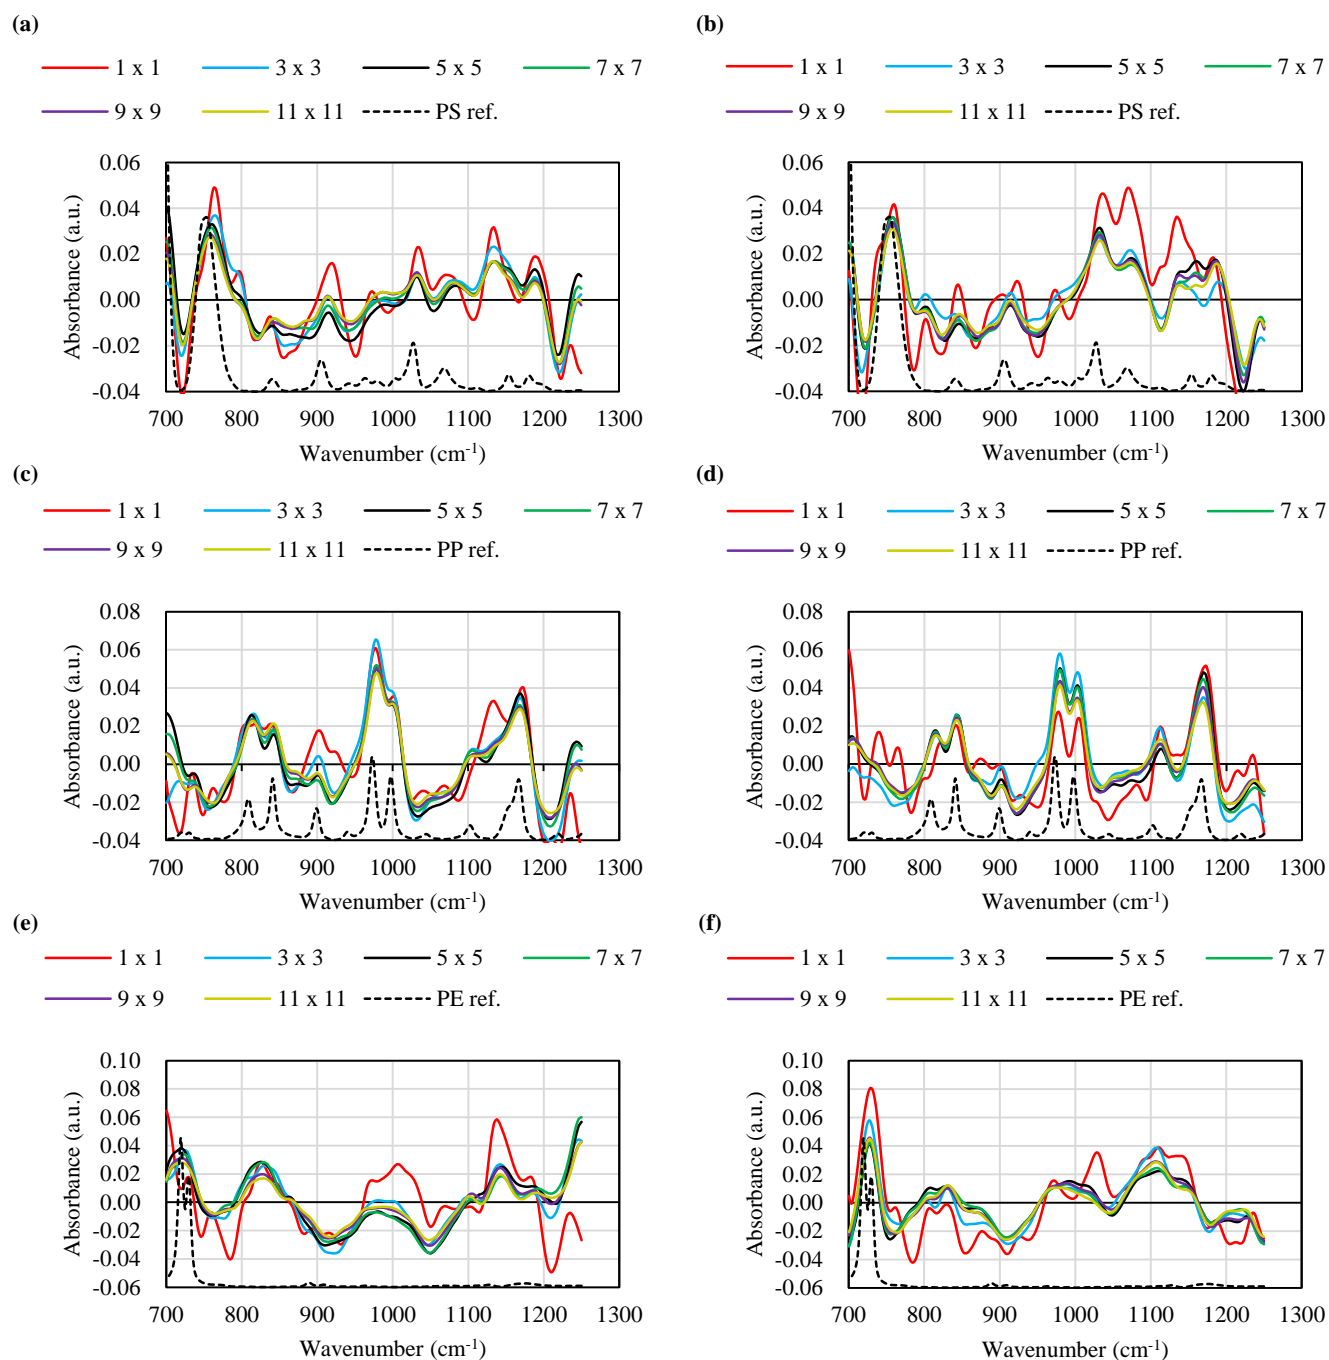 (a)
1 x 1 3 x 3 5 x 5 7 x 7
9 x 9 11 x 11 PS ref.
Absorbance (a.u.)
0.06
0.04
0.02
0.00
-0.02
-0.04
700 800 900 1000 1100 1200 1300
Wavenumber (cm-1)
(b)
1 x 1 3 x 3 5 x 5 7 x 7
9 x 9 11 x 11 PS ref.
Absorbance (a.u.)
0.06
0.04
0.02
0.00
-0.02
-0.04
700 800 900 1000 1100 1200 1300
Wavenumber (cm-1)
(c)
1 x 1 3 x 3 5 x 5 7 x 7
9 x 9 11 x 11 PP ref.
Absorbance (a.u.)
0.08
0.06
0.04
0.02
0.00
-0.02
-0.04
700 800 900 1000 1100 1200 1300
Wavenumber (cm-1)
(d)
1 x 1 3 x 3 5 x 5 7 x 7
9 x 9 11 x 11 PP ref.
Absorbance (a.u.)
0.08
0.06
0.04
0.02
0.00
-0.02
-0.04
700 800 900 1000 1100 1200 1300
Wavenumber (cm-1)
(e)
1 x 1 3 x 3 5 x 5 7 x 7
9 x 9 11 x 11 PE ref.
Absorbance (a.u.)
0.10
0.08
0.06
0.04
0.02
0.00
-0.02
-0.04
-0.06
700 800 900 1000 1100 1200 1300
Wavenumber (cm-1)
(f)
1 x 1 3 x 3 5 x 5 7 x 7
9 x 9 11 x 11 PE ref.
Absorbance (a.u.)
0.10
0.08
0.06
0.04
0.02
0.00
-0.02
-0.04
-0.06
700 800 900 1000 1100 1200 1300
Wavenumber (cm-1)